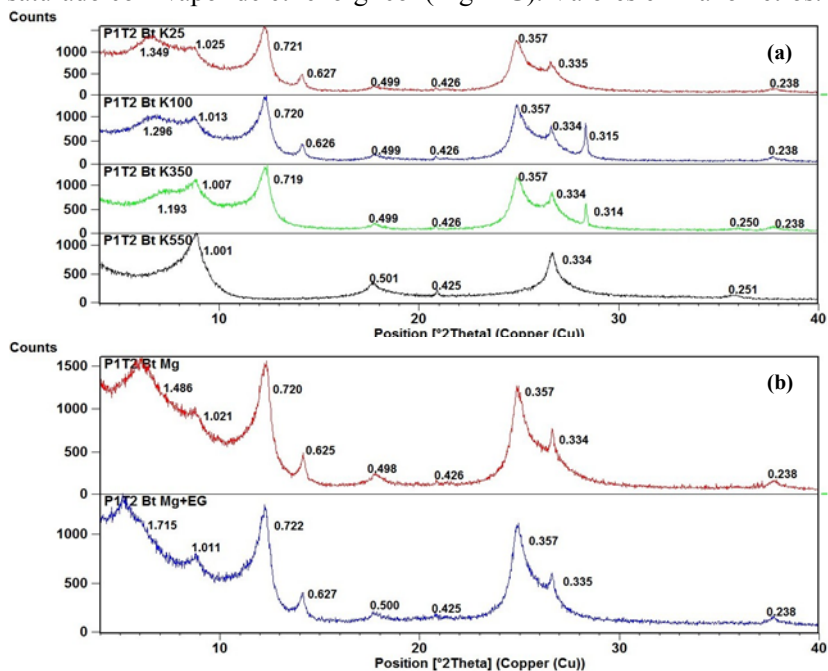 Counts
P1T2 Bt K25 (a)
1000 1.349 1.025 0.721 0.627 0.499 0.426 0.357 0.335 0.238
500
0
P1T2 Bt K100
1000 1.296 1.013 0.720 0.626 0.499 0.426 0.357 0.334 0.315 0.238
500
0
P1T2 Bt K350
1000 1.193 1.007 0.719 0.499 0.426 0.357 0.334 0.314 0.250 0.238
500
0
P1T2 Bt K550
1000 1.001 0.501 0.425 0.334 0.251
500
0
10 20 30 40
Position [°2Theta] (Copper (Cu))
Counts
P1T2 Bt Mg (b)
1500 1.486 1.021 0.720 0.625 0.498 0.426 0.357 0.334 0.238
1000
500
0
P1T2 Bt Mg+EG
1000 1.715 1.011 0.722 0.627 0.500 0.425 0.357 0.335 0.238
500
0
10 20 30 40
Position [°2Theta] (Copper (Cu))